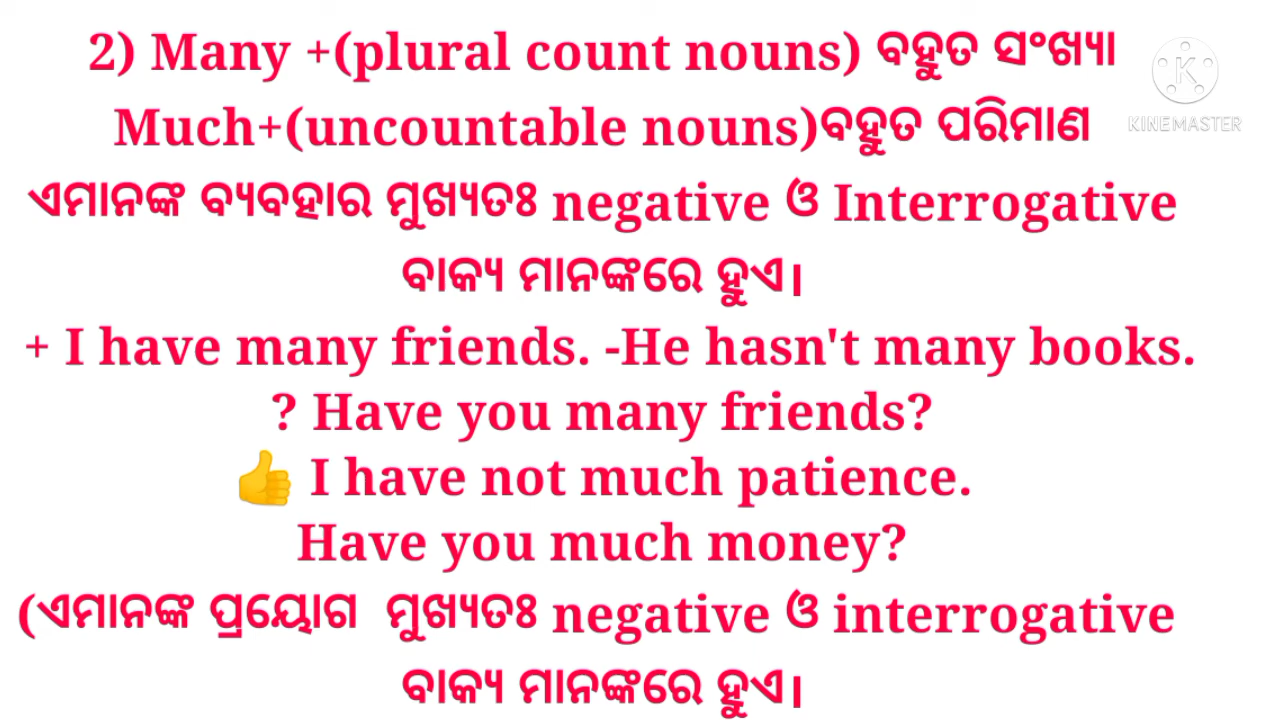 2) Many +(plural count nouns) ବହୁତ ସଂଖ୍ୟା
KINEMASTER
Much+(uncountable nouns)ବହୁତ ପରିମାଣ
ଏମାନଙ୍କ ବ୍ୟବହାର ମୁଖ୍ୟତଃ negative ଓ Interrogative
ବାକ୍ୟ ମାନଙ୍କରେ ହୁଏ।
+ I have many friends. -He hasn't many books.
? Have you many friends?
👍 I have not much patience.
Have you much money?
(ଏମାନଙ୍କ ପ୍ରୟୋଗ ମୁଖ୍ୟତଃ negative ଓ interrogative
ବାକ୍ୟ ମାନଙ୍କରେ ହୁଏ।